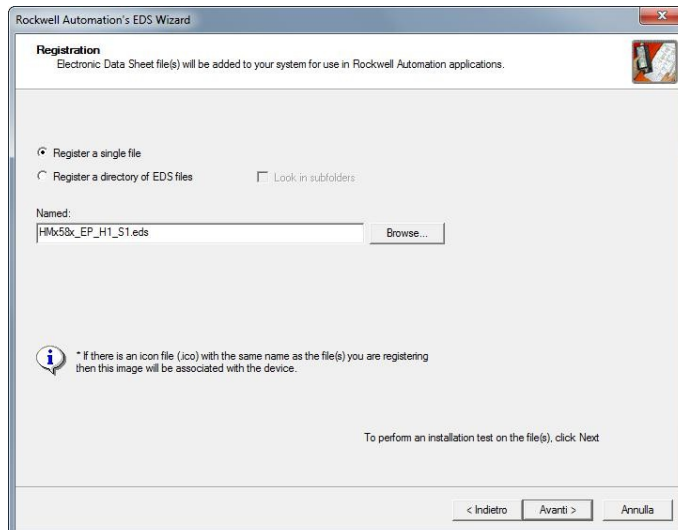 Rockwell Automation's EDS Wizard
Registration
Electronic Data Sheet file(s) will be added to your system for use in Rockwell Automation applications.
Register a single file
Register a directory of EDS files
Look in subfolders
Named:
HMx58x_EP_H1_S1.eds
Browse...
* If there is an icon file (.ico) with the same name as the file(s) you are registering
then this image will be associated with the device.
To perform an installation test on the file(s), click Next
< Indietro
Avanti >
Annulla